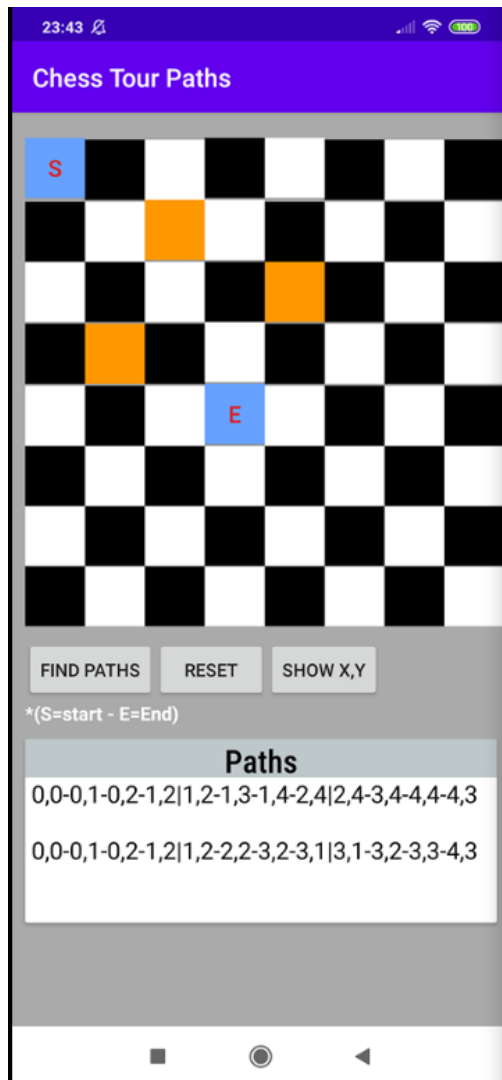 23:43 100
Chess Tour Paths
S
E
FIND PATHS RESET SHOW X,Y
*(S=start - E=End)
Paths
0,0-0,1-0,2-1,2|1,2-1,3-1,4-2,4|2,4-3,4-4,4-4,3
0,0-0,1-0,2-1,2|1,2-2,2-3,2-3,1|3,1-3,2-3,3-4,3